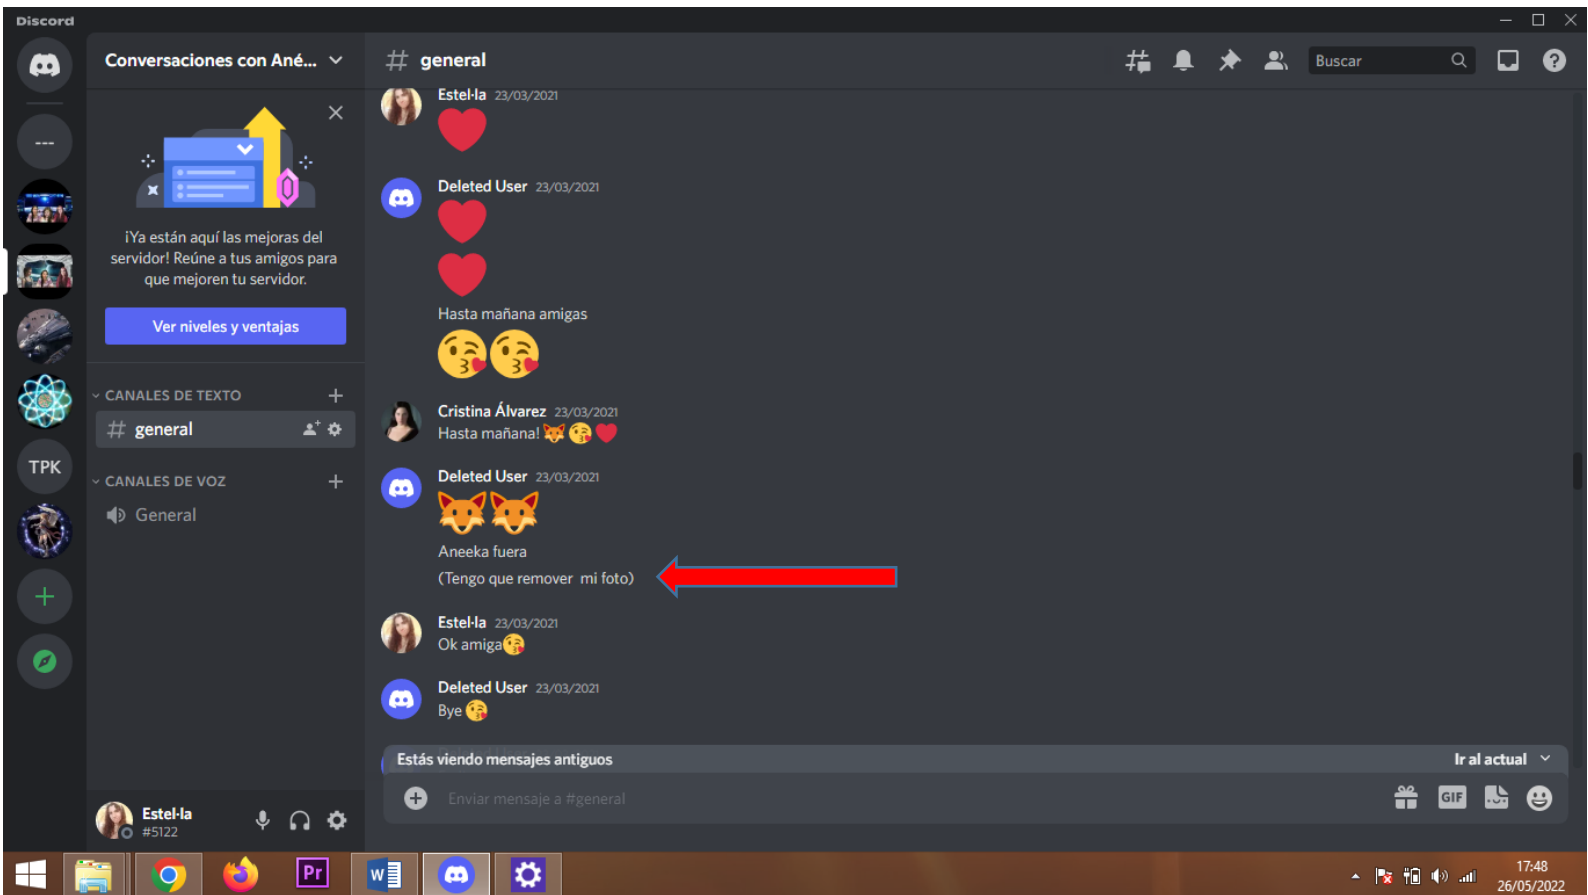 Discord
Conversaciones con Ané...
general
Buscar
¡Ya están aquí las mejoras del
servidor! Reúne a tus amigos para
que mejoren tu servidor.
Ver niveles y ventajas
CANALES DE TEXTO
general
CANALES DE VOZ
General
---
TPK
Estel·la 23/03/2021
Deleted User 23/03/2021
Hasta mañana amigas
Cristina Álvarez 23/03/2021
Hasta mañana!
Deleted User 23/03/2021
Aneeka fuera
(Tengo que remover  mi foto)
Estel·la 23/03/2021
Ok amiga
Deleted User 23/03/2021
Bye
Estás viendo mensajes antiguos
Ir al actual
Enviar mensaje a #general
GIF
Estel·la
#5122
Pr
W
17:48
26/05/2022